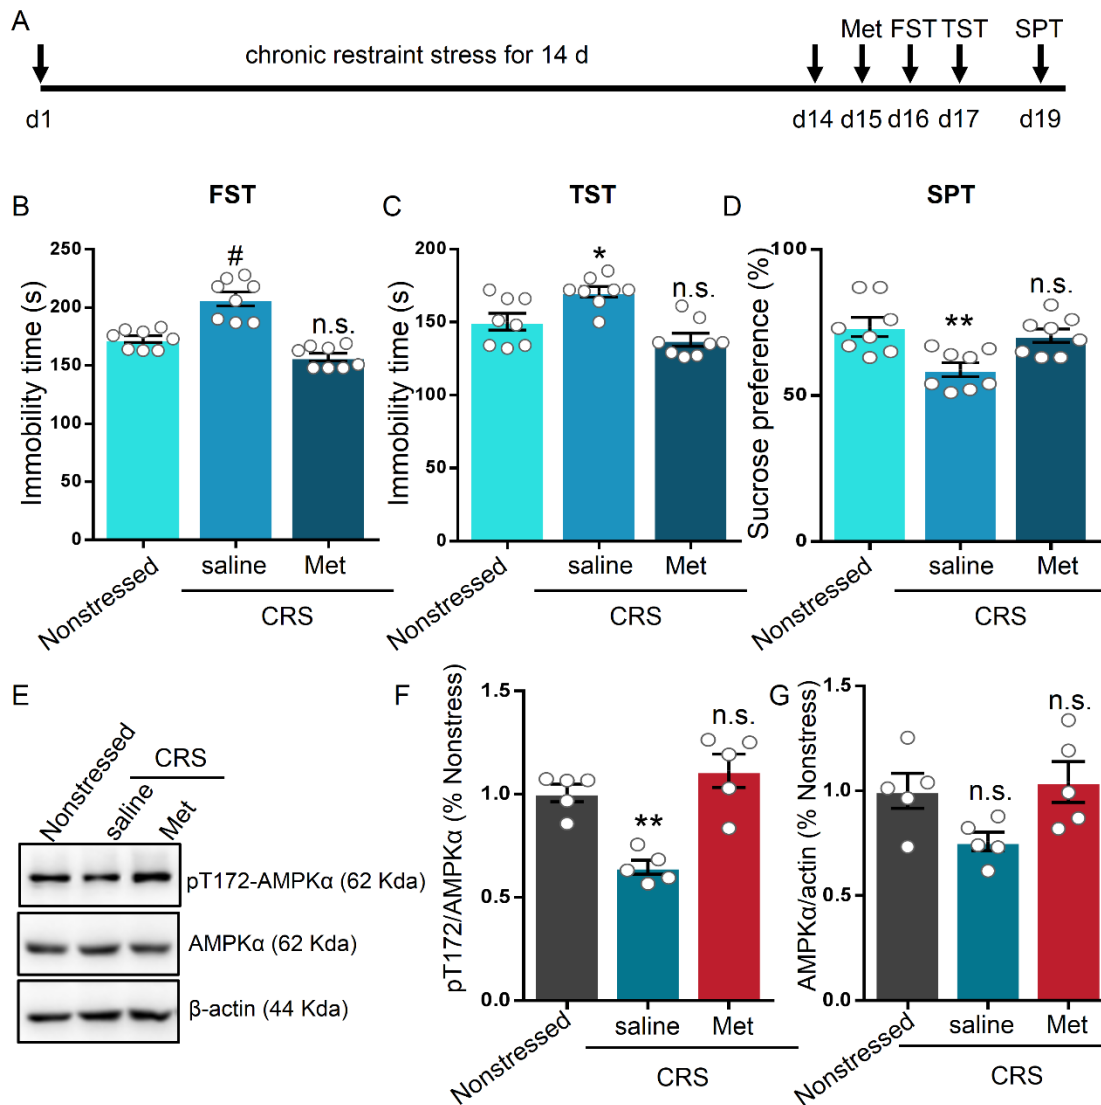 A
Met FST TST SPT
chronic restraint stress for 14 d
d1 d14 d15 d16 d17 d19
B
FST
Immobility time (s)
250
200
150
100
50
0
#
n.s.
Nonstressed
saline
Met
CRS
C
TST
Immobility time (s)
200
150
100
50
0
*
n.s.
Nonstressed
saline
Met
CRS
D
SPT
Sucrose preference (%)
100
50
0
**
n.s.
Nonstressed
saline
Met
CRS
E
Nonstressed
CRS
saline
Met
pT172-AMPKα (62 Kda)
AMPKα (62 Kda)
β-actin (44 Kda)
F
pT172/AMPKα (% Nonstress)
1.5
1.0
0.5
0.0
**
n.s.
Nonstressed
saline
Met
CRS
G
AMPKα/actin (% Nonstress)
1.5
1.0
0.5
0.0
n.s.
n.s.
Nonstressed
saline
Met
CRS